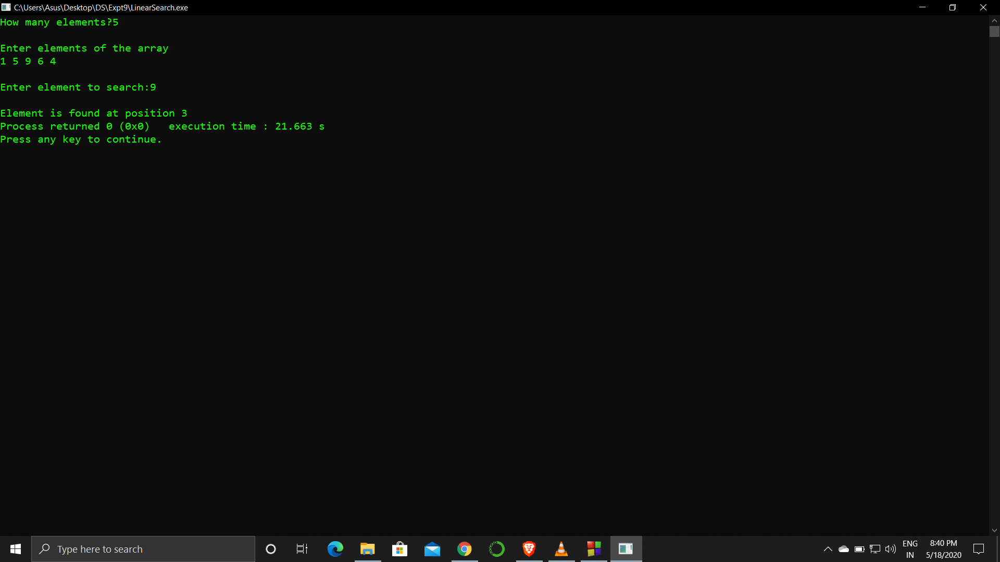 C:\Users\Asus\Desktop\DS\Expt9\LinearSearch.exe
How many elements?5
Enter elements of the array
1 5 9 6 4
Enter element to search:9
Element is found at position 3
Process returned 0 (0x0)   execution time : 21.663 s
Press any key to continue.
Type here to search
ENG
IN
8:40 PM
5/18/2020